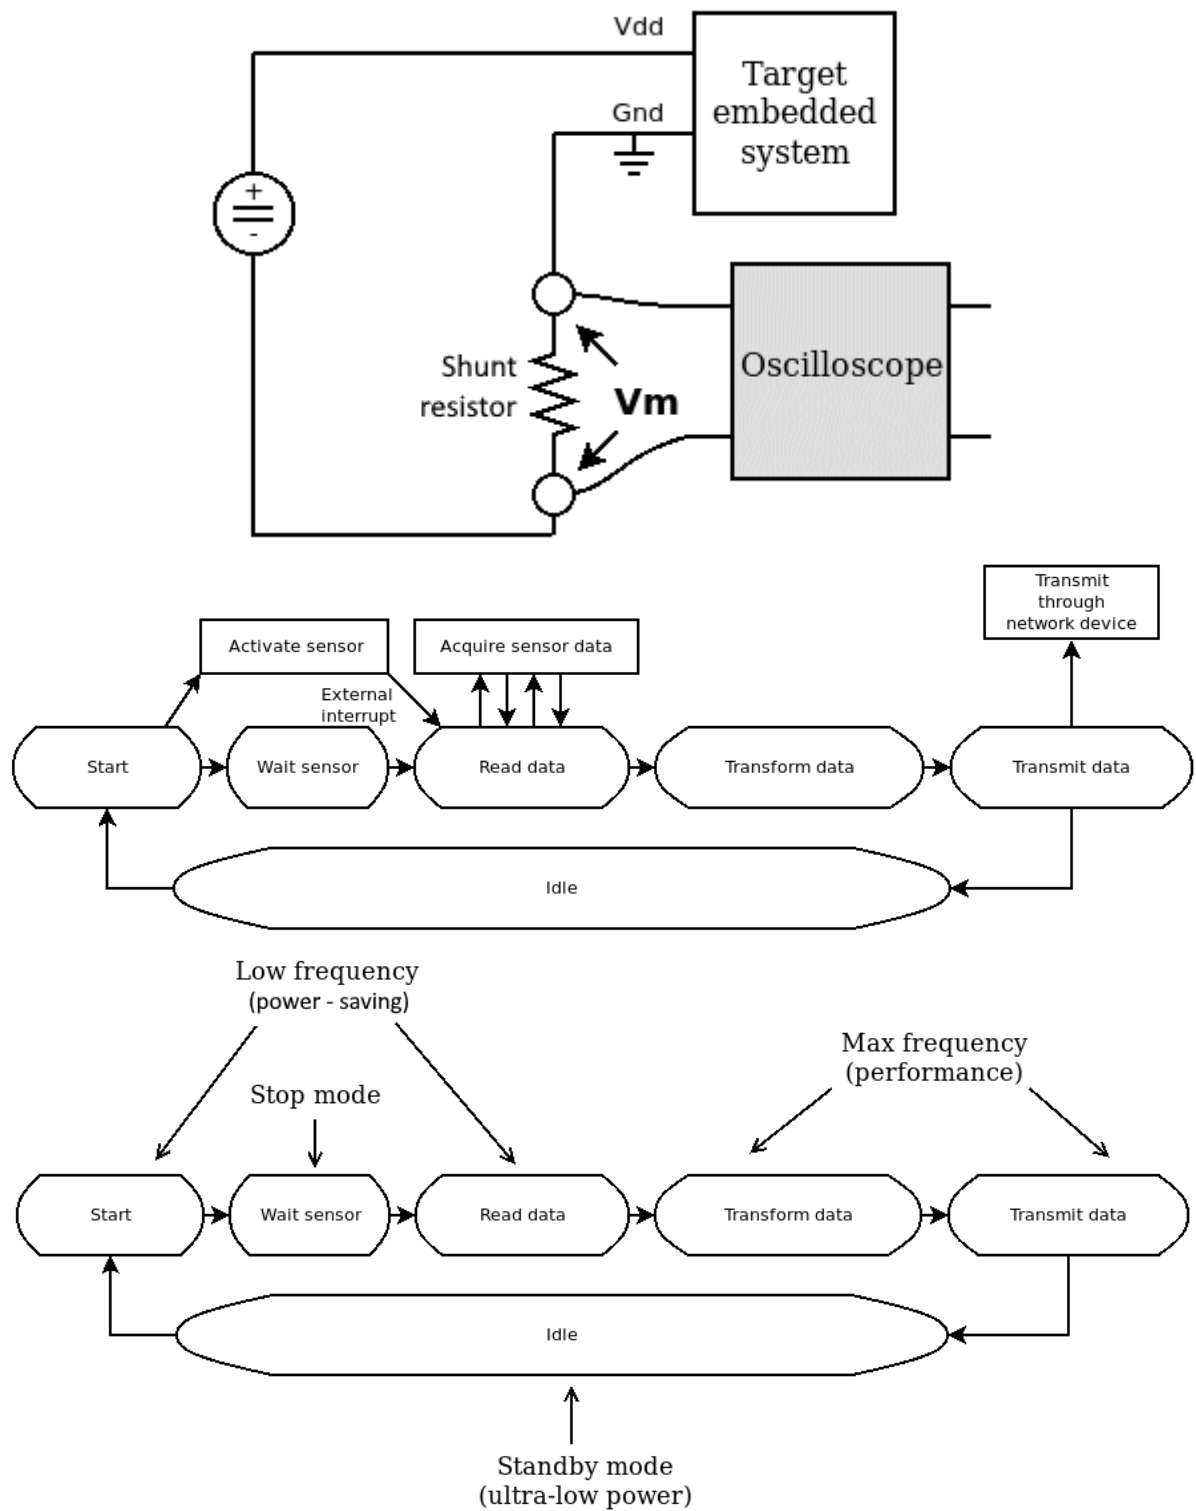 Vdd
Target
embedded
system
Gnd
+
-
Shunt
resistor
Vm
Oscilloscope
Transmit
through
network device
Activate sensor
Acquire sensor data
External
interrupt
Start
Wait sensor
Read data
Transform data
Transmit data
Idle
Low frequency
(power - saving)
Max frequency
(performance)
Stop mode
Start
Wait sensor
Read data
Transform data
Transmit data
Idle
Standby mode
(ultra-low power)